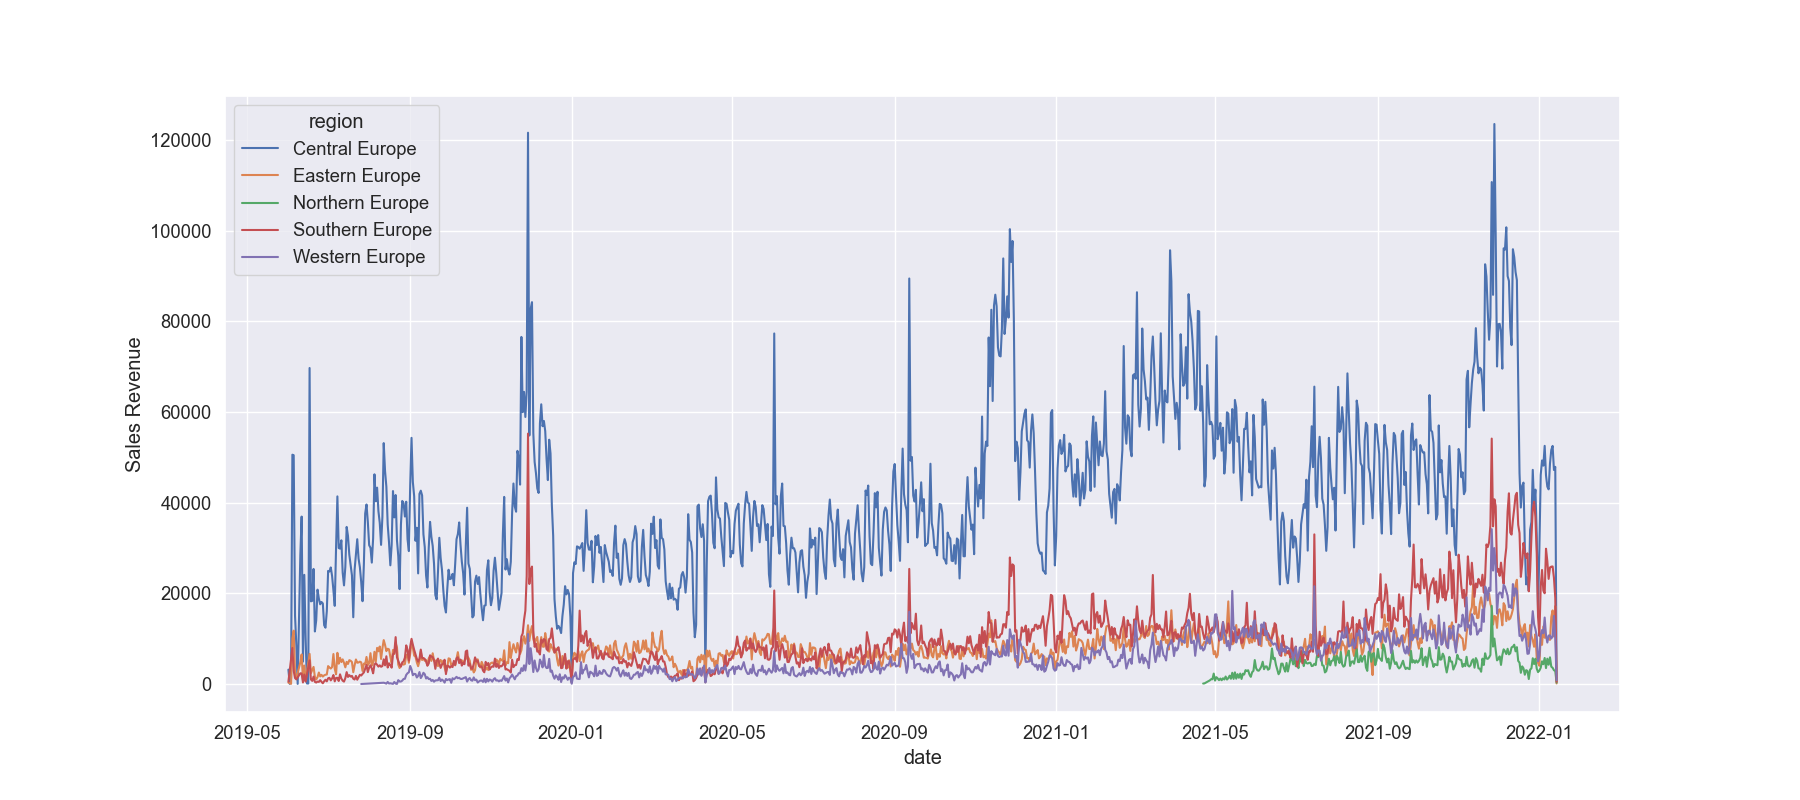 region
Central Europe
Eastern Europe
Northern Europe
Southern Europe
Western Europe
120000
100000
80000
60000
40000
20000
0
Sales Revenue
2019-05 2019-09 2020-01 2020-05 2020-09 2021-01 2021-05 2021-09 2022-01
date